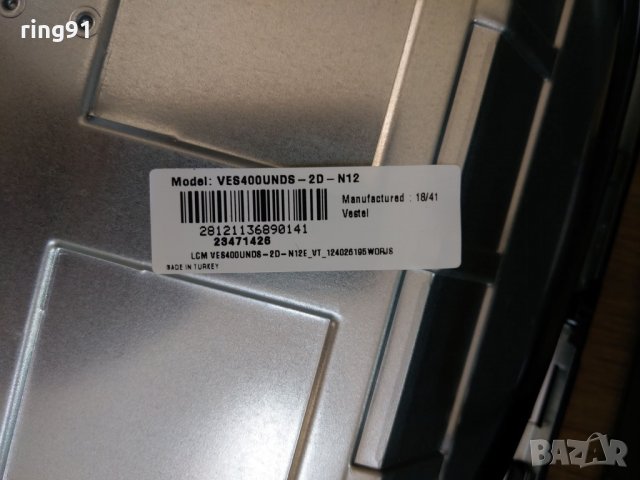 ring91
Model: VES400UNDS-2D-N12
Manufactured : 18/41
Vestel
28121136890141
23471426
LCM VES400UNDS-2D-N12E_VT_124026195WORJS
MADE IN TURKEY
BAZAR